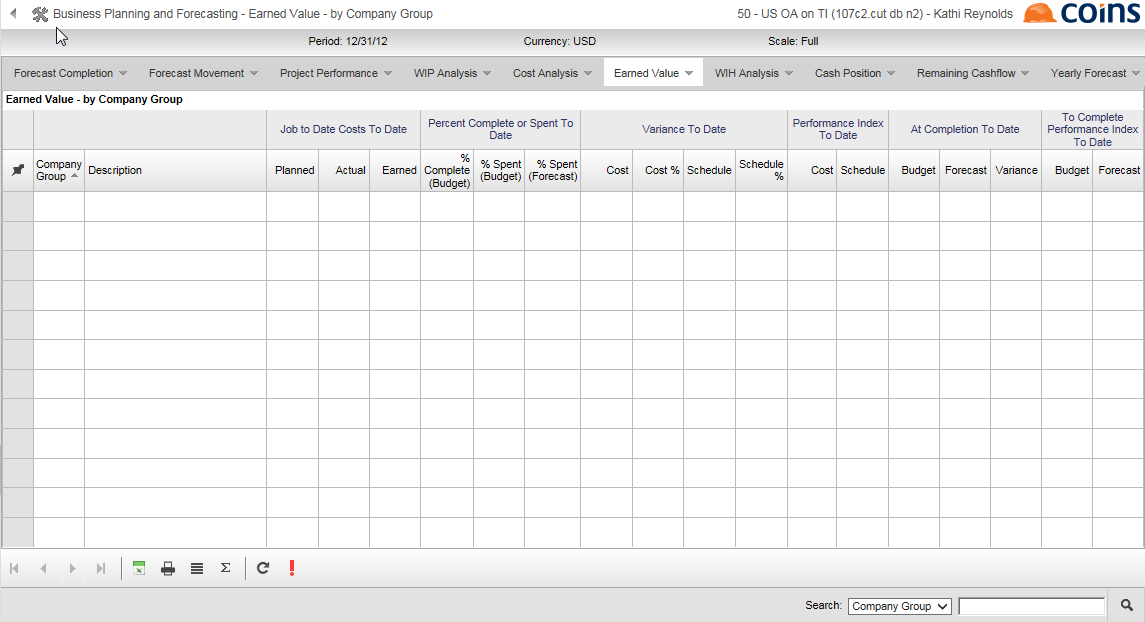 Business Planning and Forecasting - Earned Value - by Company Group
50 - US OA on TI (107c2.cut db n2) - Kathi Reynolds
coins
Period: 12/31/12
Currency: USD
Scale: Full
Forecast Completion
Forecast Movement
Project Performance
WIP Analysis
Cost Analysis
Earned Value
WIH Analysis
Cash Position
Remaining Cashflow
Yearly Forecast
Earned Value - by Company Group
Job to Date Costs To Date
Percent Complete or Spent To
Date
Variance To Date
Performance Index
To Date
At Completion To Date
To Complete
Performance Index
To Date
Company
Group
Description
Planned
Actual
Earned
%
Complete
(Budget)
% Spent
(Budget)
% Spent
(Forecast)
Cost
Cost %
Schedule
Schedule
%
Cost
Schedule
Budget
Forecast
Variance
Budget
Forecast
Σ
Search:
Company Group